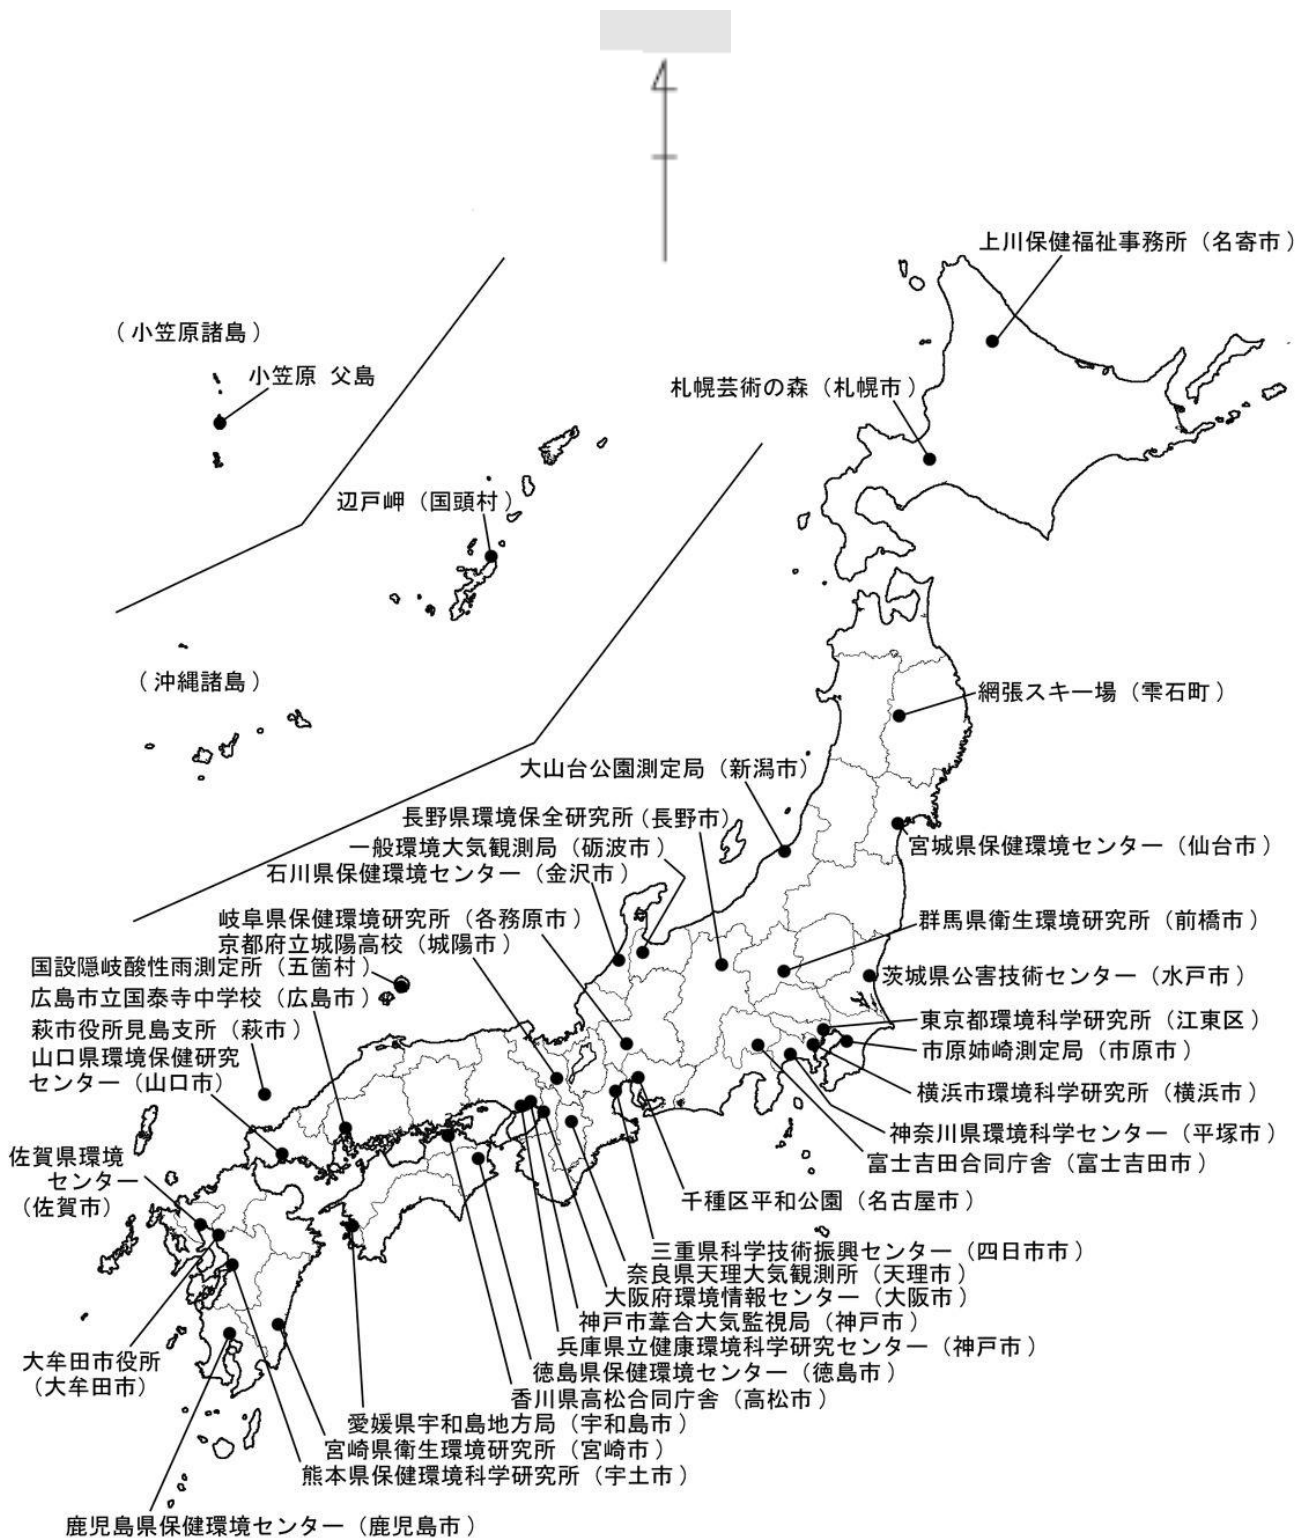 上川保健福祉事務所（名寄市）
（小笠原諸島）
小笠原 父島
札幌芸術の森（札幌市）
辺戸岬（国頭村）
（沖縄諸島）
網張スキー場（雫石町）
大山台公園測定局（新潟市）
長野県環境保全研究所（長野市）
一般環境大気観測局（砺波市）
石川県保健環境センター（金沢市）
宮城県保健環境センター（仙台市）
岐阜県保健環境研究所（各務原市）
群馬県衛生環境研究所（前橋市）
京都府立城陽高校（城陽市）
国設隠岐酸性雨測定所（五箇村）
茨城県公害技術センター（水戸市）
広島市立国泰寺中学校（広島市）
東京都環境科学研究所（江東区）
萩市役所見島支所（萩市）
市原姉崎測定局（市原市）
山口県環境保健研究
センター（山口市）
横浜市環境科学研究所（横浜市）
神奈川県環境科学センター（平塚市）
佐賀県環境
センター
（佐賀市）
富士吉田合同庁舎（富士吉田市）
千種区平和公園（名古屋市）
三重県科学技術振興センター（四日市市）
奈良県天理大気観測所（天理市）
大阪府環境情報センター（大阪市）
神戸市葺合大気監視局（神戸市）
兵庫県立健康環境科学研究センター（神戸市）
大牟田市役所
（大牟田市）
徳島県保健環境センター（徳島市）
香川県高松合同庁舎（高松市）
愛媛県宇和島地方局（宇和島市）
宮崎県衛生環境研究所（宮崎市）
熊本県保健環境科学研究所（宇土市）
鹿児島県保健環境センター（鹿児島市）